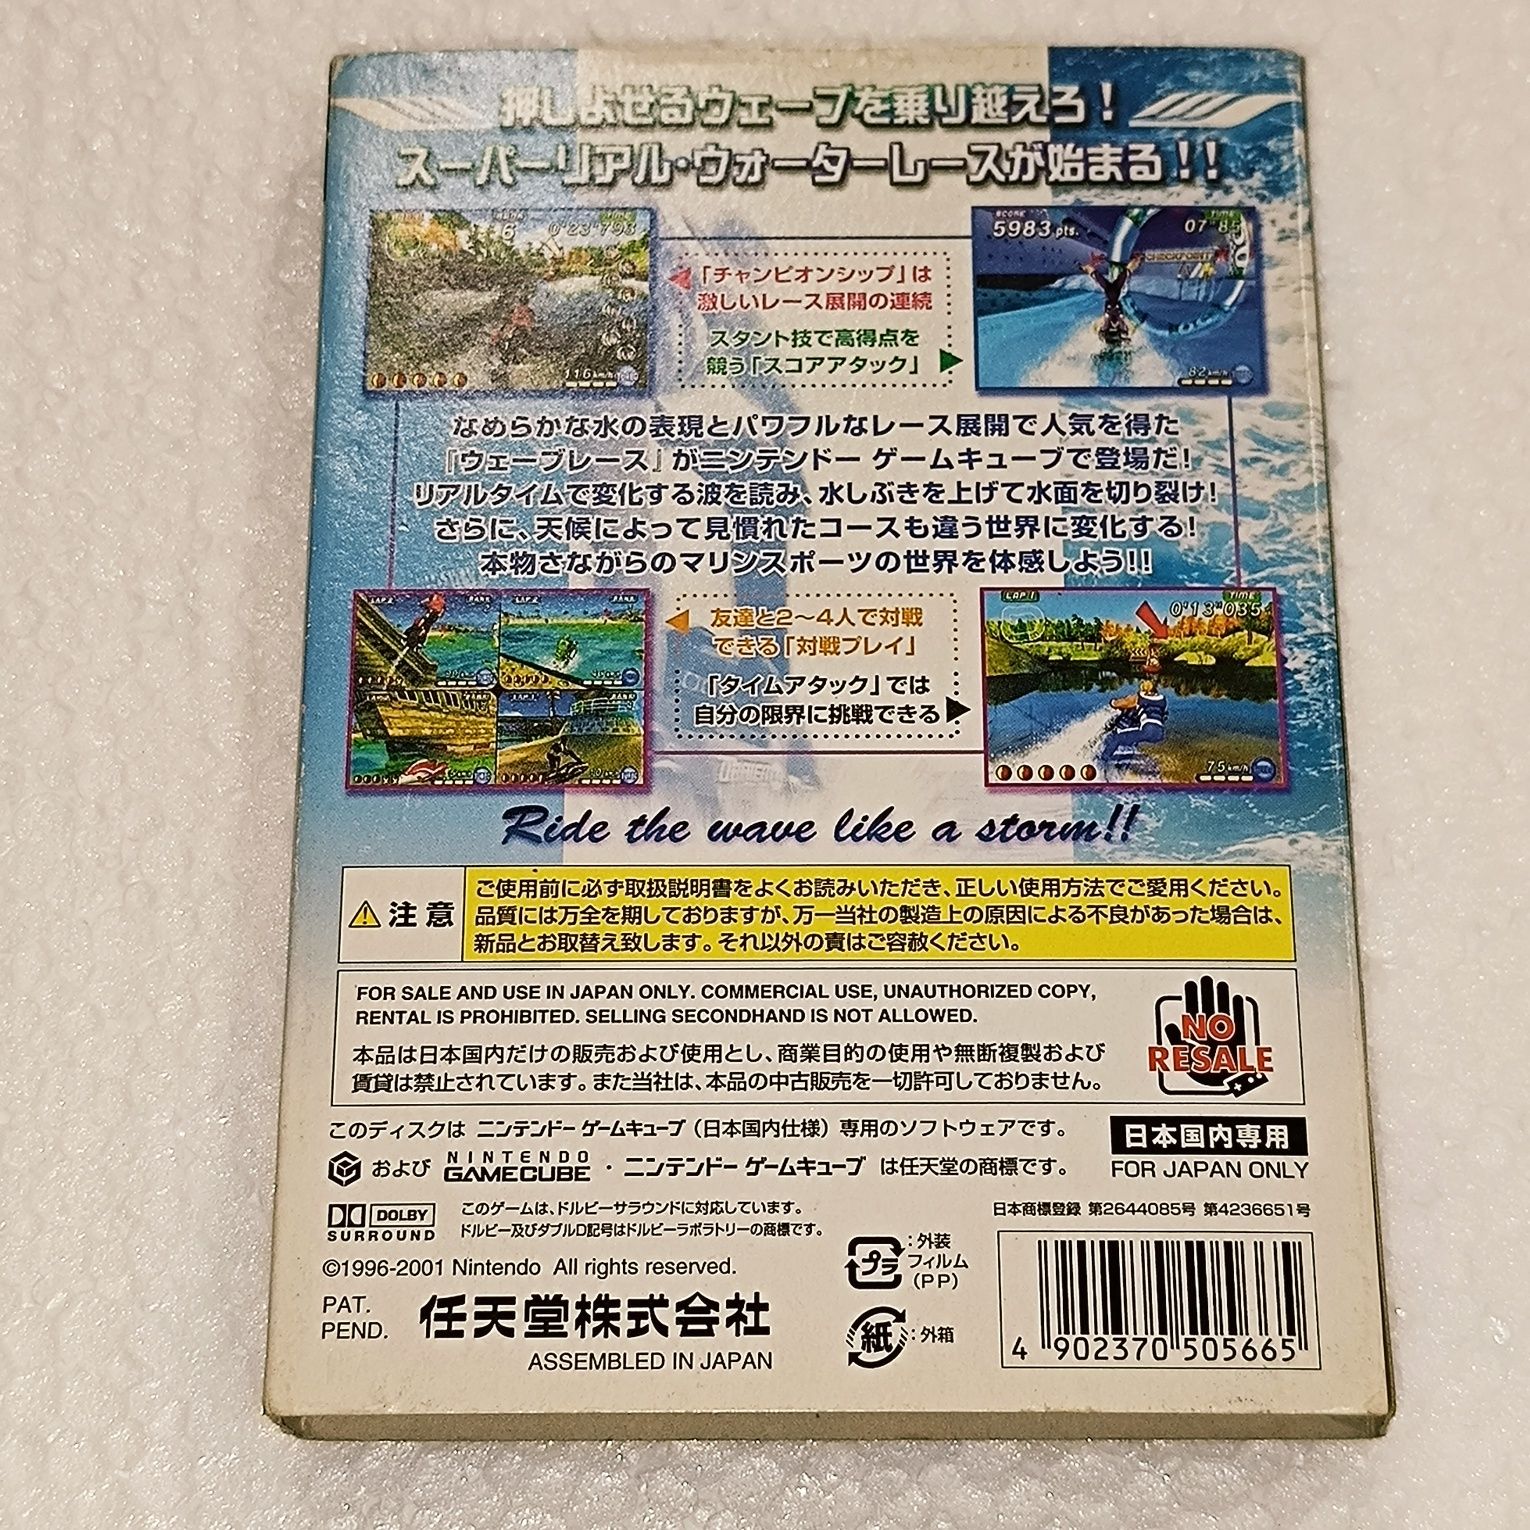 押しよせるウェーブを乗り越えろ！
スーパーリアル・ウォーターレースが始まる！！
RANK
6
TIME
0'23"793
116km/h
「チャンピオンシップ」は
激しいレース展開の連続
スタント技で高得点を
競う「スコアアタック」
SCORE
5983pts.
TIME
07"85
CHECKPOINT
82km/h
なめらかな水の表現とパワフルなレース展開で人気を得た
『ウェーブレース』がニンテンドー ゲームキューブで登場だ！
リアルタイムで変化する波を読み、水しぶきを上げて水面を切り裂け！
さらに、天候によって見慣れたコースも違う世界に変化する！
本物さながらのマリンスポーツの世界を体感しよう！！
LAP 2
RANK
LAP 2
RANK
友達と2〜4人で対戦
できる「対戦プレイ」
「タイムアタック」では
自分の限界に挑戦できる
LAP 1
TIME
0'13"035
75km/h
Ride the wave like a storm!!
注意
ご使用前に必ず取扱説明書をよくお読みいただき、正しい使用方法でご愛用ください。
品質には万全を期しておりますが、万一当社の製造上の原因による不良があった場合は、
新品とお取替え致します。それ以外の責はご容赦ください。
FOR SALE AND USE IN JAPAN ONLY. COMMERCIAL USE, UNAUTHORIZED COPY,
RENTAL IS PROHIBITED. SELLING SECONDHAND IS NOT ALLOWED.
本品は日本国内だけの販売および使用とし、商業目的の使用や無断複製および
賃貸は禁止されています。また当社は、本品の中古販売を一切許可しておりません。
NO
RESALE
このディスクは ニンテンドー ゲームキューブ（日本国内仕様）専用のソフトウェアです。
および NINTENDO GAMECUBE ・ ニンテンドー ゲームキューブ は任天堂の商標です。
日本国内専用
FOR JAPAN ONLY
DOLBY
SURROUND
このゲームは、ドルビーサラウンドに対応しています。
ドルビー及びダブルD記号はドルビーラボラトリーの商標です。
日本商標登録 第2644085号 第4236651号
©1996-2001 Nintendo All rights reserved.
PAT.
PEND.
任天堂株式会社
ASSEMBLED IN JAPAN
プラ
：外装
フィルム
（PP）
紙
：外箱
4 902370 505665